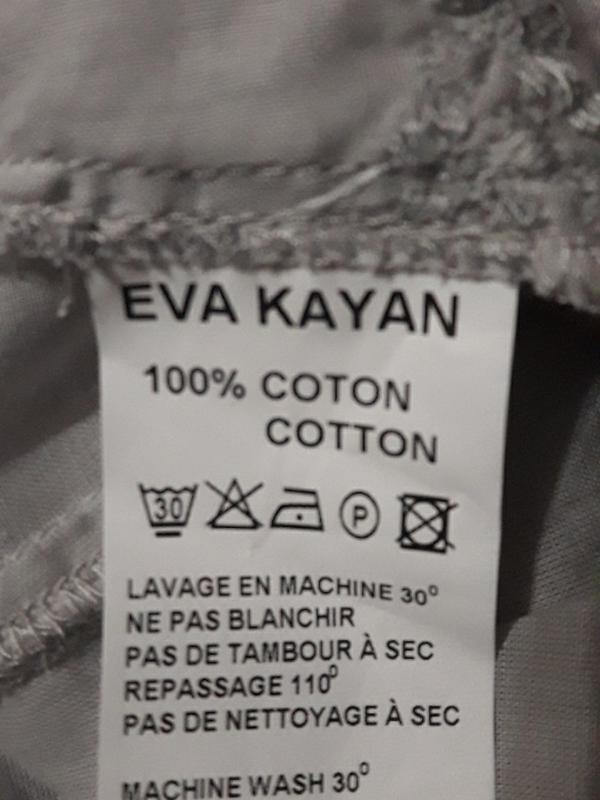 EVA KAYAN
100% COTON
COTTON
30 P
LAVAGE EN MACHINE 30°
NE PAS BLANCHIR
PAS DE TAMBOUR À SEC
REPASSAGE 110°
PAS DE NETTOYAGE À SEC
MACHINE WASH 30°